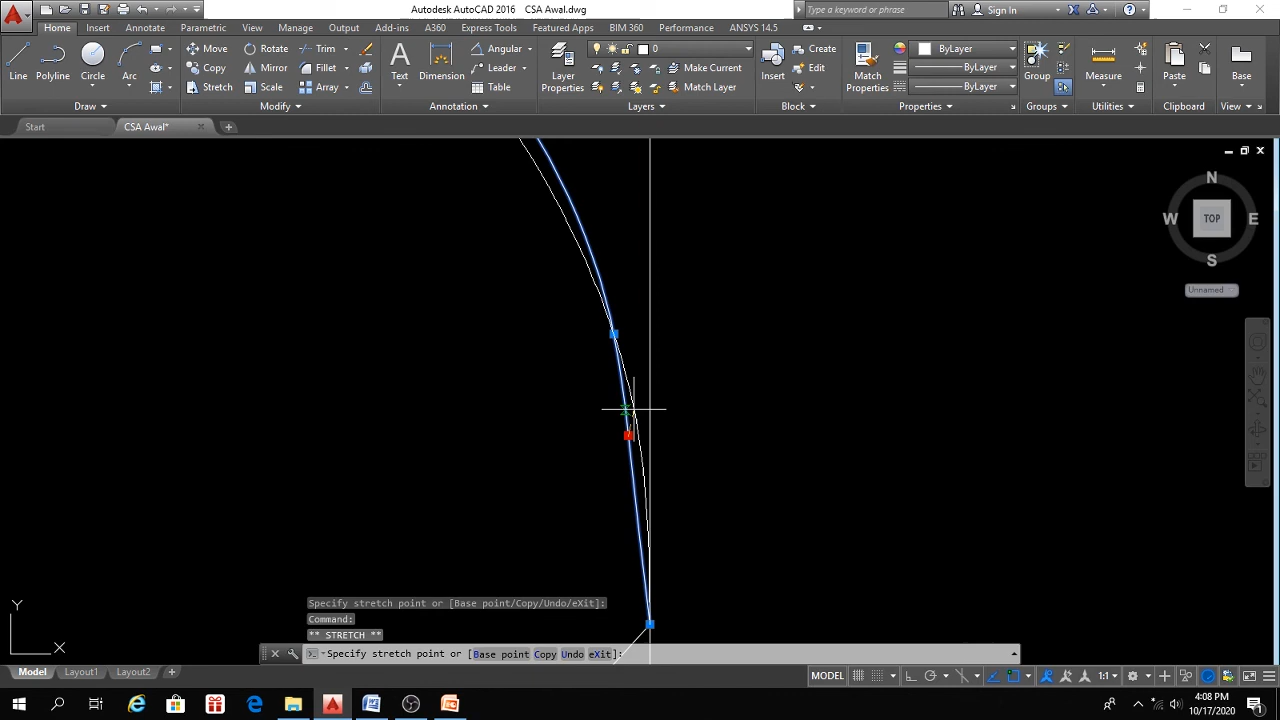 Autodesk AutoCAD 2016 CSA Awal.dwg
Type a keyword or phrase
Sign In
Home Insert Annotate Parametric View Manage Output Add-ins A360 Express Tools Featured Apps BIM 360 Performance ANSYS 14.5
Line Polyline Circle Arc
Move Rotate Trim
Copy Mirror Fillet
Stretch Scale Array
Text Dimension
Angular
Leader
Table
Layer Properties
0
Make Current
Match Layer
Insert
Create
Edit
Match Properties
ByLayer
ByLayer
ByLayer
Group
Measure
Paste
Base
Draw Modify Annotation Layers Block Properties Groups Utilities Clipboard View
Start CSA Awal*
N
W TOP E
S
Unnamed
Y
X
Specify stretch point or [Base point/Copy/Undo/eXit]:
Command:
** STRETCH **
Specify stretch point or [Base point Copy Undo eXit]:
Model Layout1 Layout2
MODEL
1:1
4:08 PM
10/17/2020
1